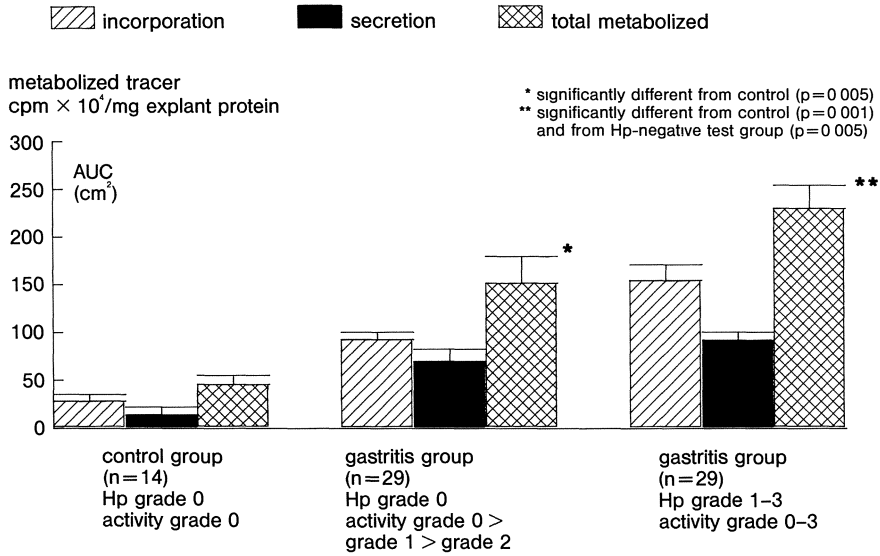 incorporation
secretion
total metabolized
metabolized tracer
cpm × 10⁴/mg explant protein
* significantly different from control (p=0 005)
** significantly different from control (p=0 001)
and from Hp-negative test group (p=0 005)
300
AUC
(cm²)
250
200
150
100
50
0
*
**
control group
(n=14)
Hp grade 0
activity grade 0
gastritis group
(n=29)
Hp grade 0
activity grade 0 >
grade 1 > grade 2
gastritis group
(n=29)
Hp grade 1–3
activity grade 0–3